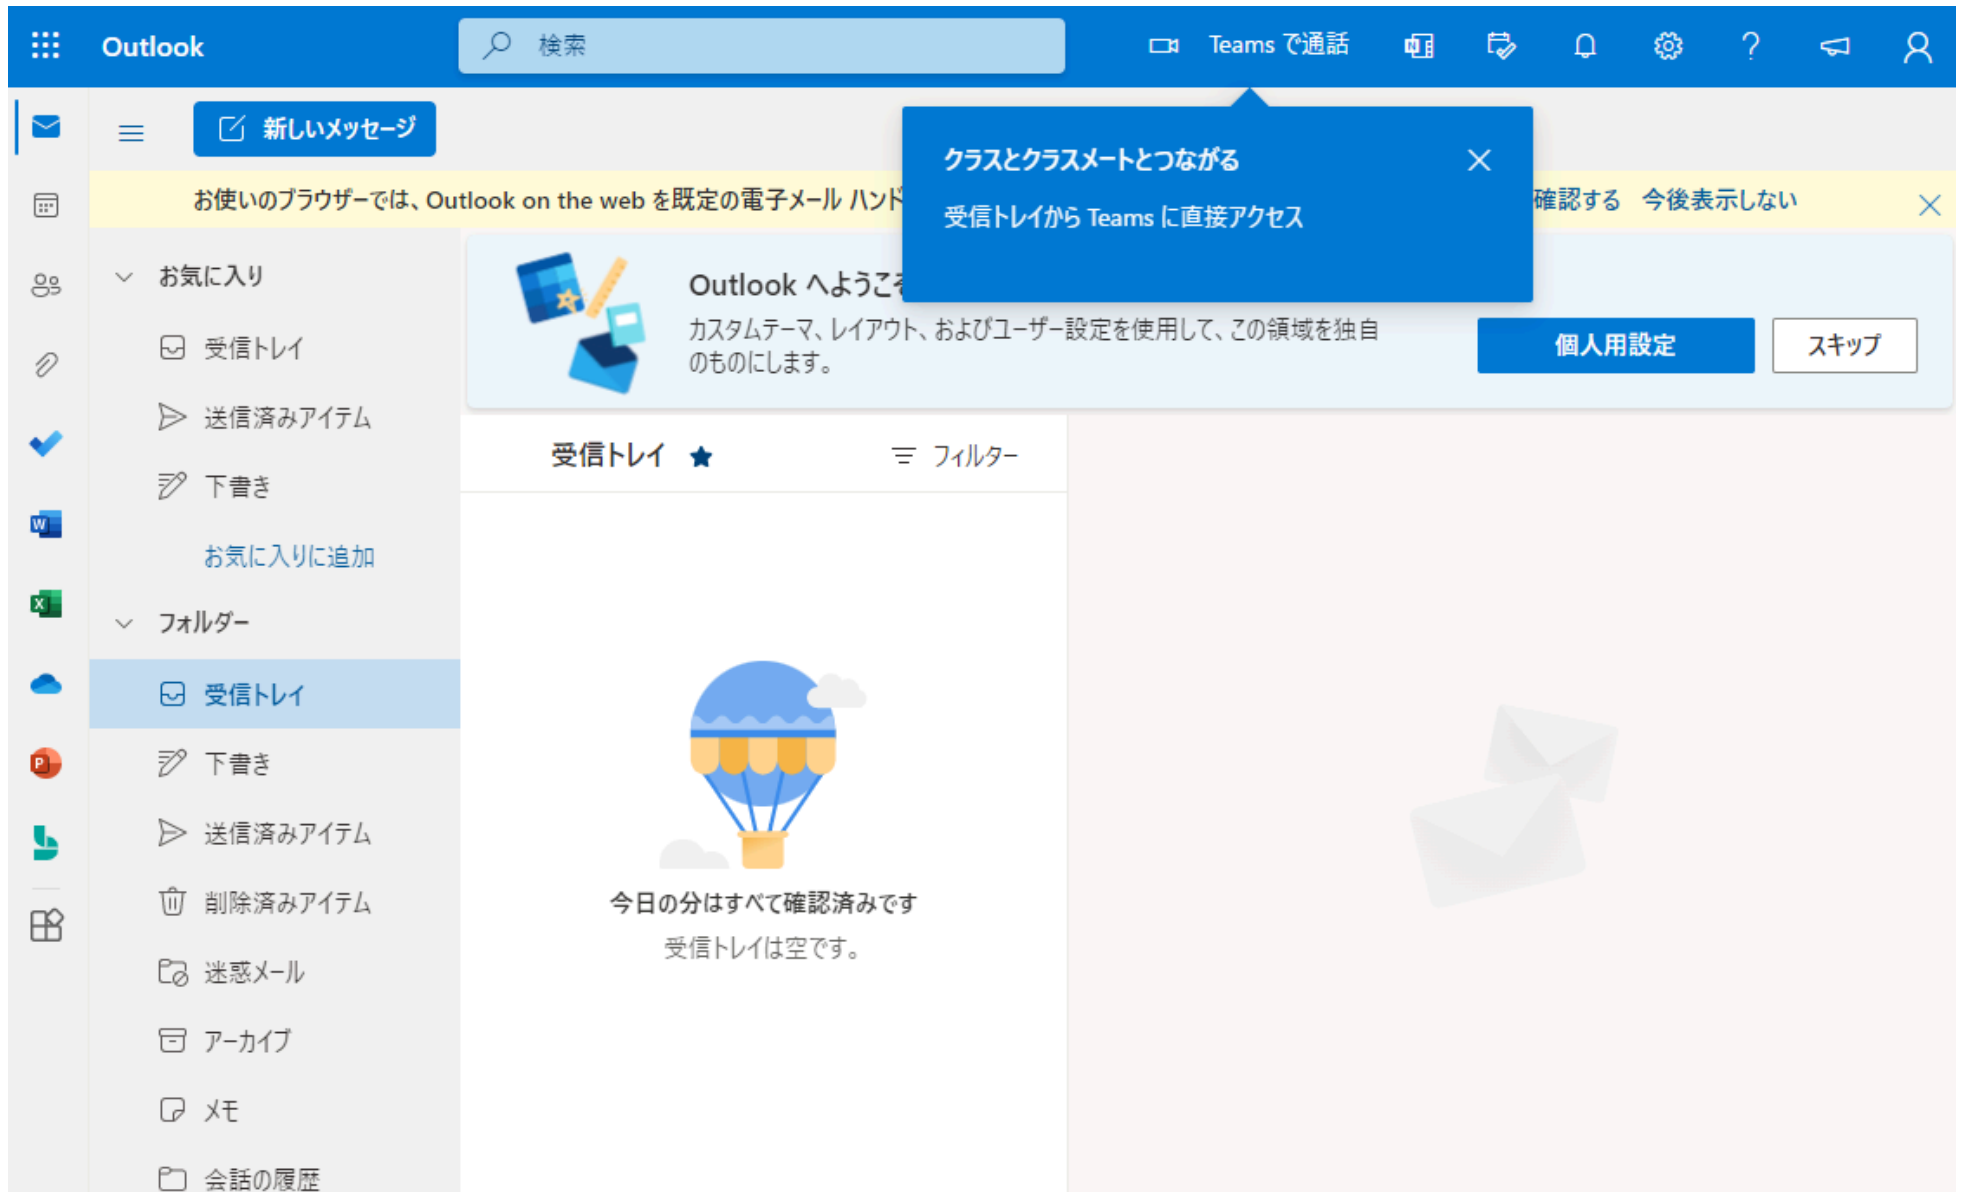 Outlook
検索
Teams で通話
新しいメッセージ
クラスとクラスメートとつながる
受信トレイから Teams に直接アクセス
お使いのブラウザーでは、Outlook on the web を既定の電子メール ハンド
確認する 今後表示しない
お気に入り
受信トレイ
送信済みアイテム
下書き
お気に入りに追加
フォルダー
受信トレイ
下書き
送信済みアイテム
削除済みアイテム
迷惑メール
アーカイブ
メモ
会話の履歴
Outlook へようこ
カスタムテーマ、レイアウト、およびユーザー設定を使用して、この領域を独自
のものにします。
個人用設定
スキップ
受信トレイ
フィルター
今日の分はすべて確認済みです
受信トレイは空です。